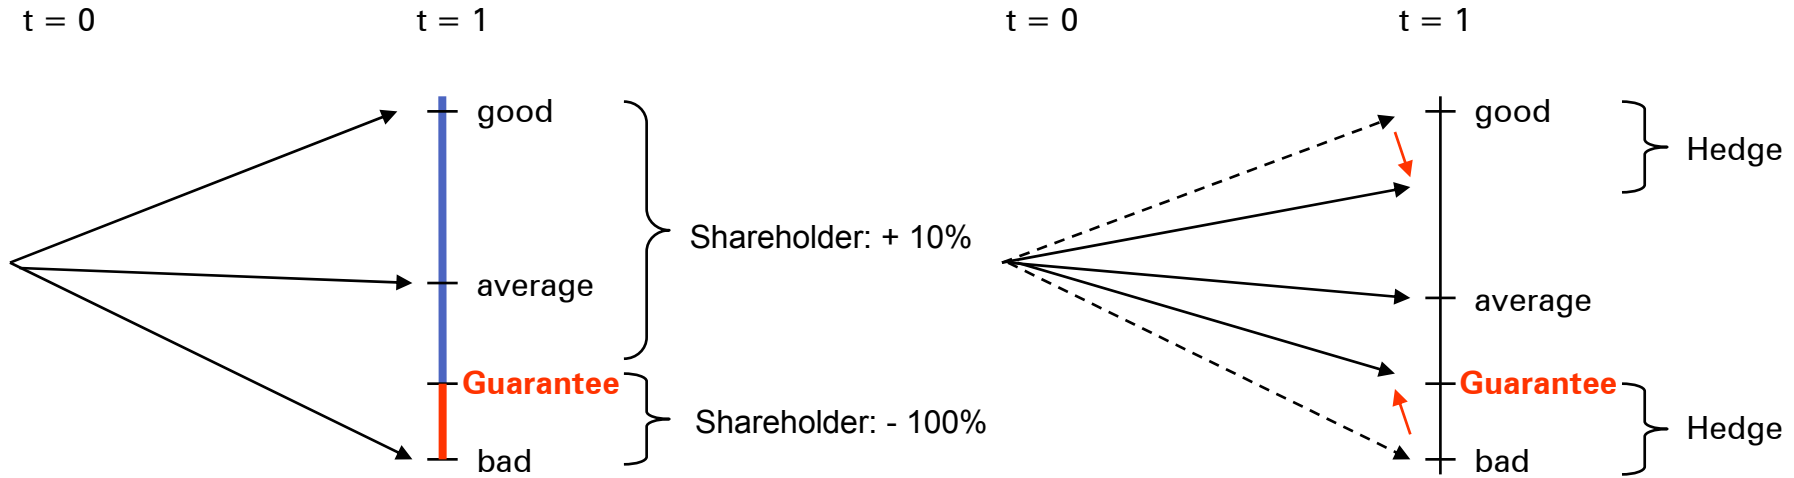 t = 0
t = 1
good
Shareholder: + 10%
average
Guarantee
Shareholder: - 100%
bad
t = 0
t = 1
good
Hedge
average
Guarantee
Hedge
bad